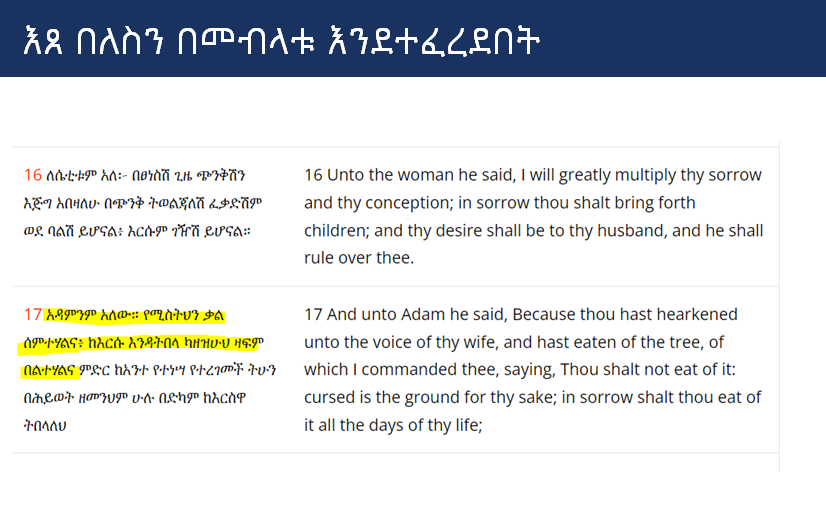 እጸ በለስን በመብላቱ እንደተፈረደበት
16 ለሴቲቱም አለ፦ በፀነስሽ ጊዜ ጭንቅሽን
እጅግ አበዛለሁ በጭንቅ ትወልጃለሽ ፈቃድሽም
ወደ ባልሽ ይሆናል፥ እርሱም ገዥሽ ይሆናል።
16 Unto the woman he said, I will greatly multiply thy sorrow
and thy conception; in sorrow thou shalt bring forth
children; and thy desire shall be to thy husband, and he shall
rule over thee.
17 አዳምንም አለው። የሚስትህን ቃል
ሰምተሃልና፥ ከእርሱ እንዳትበላ ካዘዝሁህ ዛፍም
በልተሃልና ምድር ከአንተ የተነሣ የተረገመች ትሁን
በሕይወት ዘመንህም ሁሉ በድካም ከእርስዋ
ትበላለህ
17 And unto Adam he said, Because thou hast hearkened
unto the voice of thy wife, and hast eaten of the tree, of
which I commanded thee, saying, Thou shalt not eat of it:
cursed is the ground for thy sake; in sorrow shalt thou eat of
it all the days of thy life;